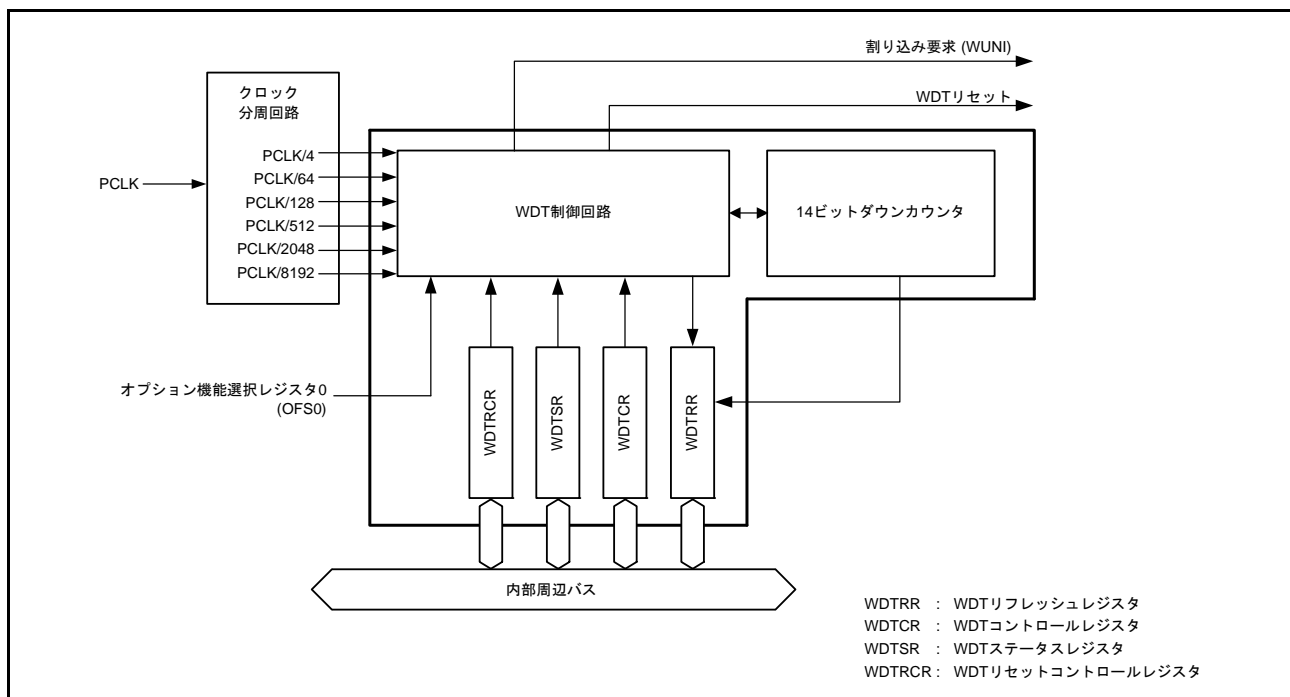 割り込み要求 (WUNI)
WDTリセット
クロック
分周回路
PCLK
PCLK/4
PCLK/64
PCLK/128
PCLK/512
PCLK/2048
PCLK/8192
WDT制御回路
14ビットダウンカウンタ
オプション機能選択レジスタ0
(OFS0)
WDTRCR
WDTSR
WDTCR
WDTRR
内部周辺バス
WDTRR : WDTリフレッシュレジスタ
WDTCR : WDTコントロールレジスタ
WDTSR : WDTステータスレジスタ
WDTRCR : WDTリセットコントロールレジスタ